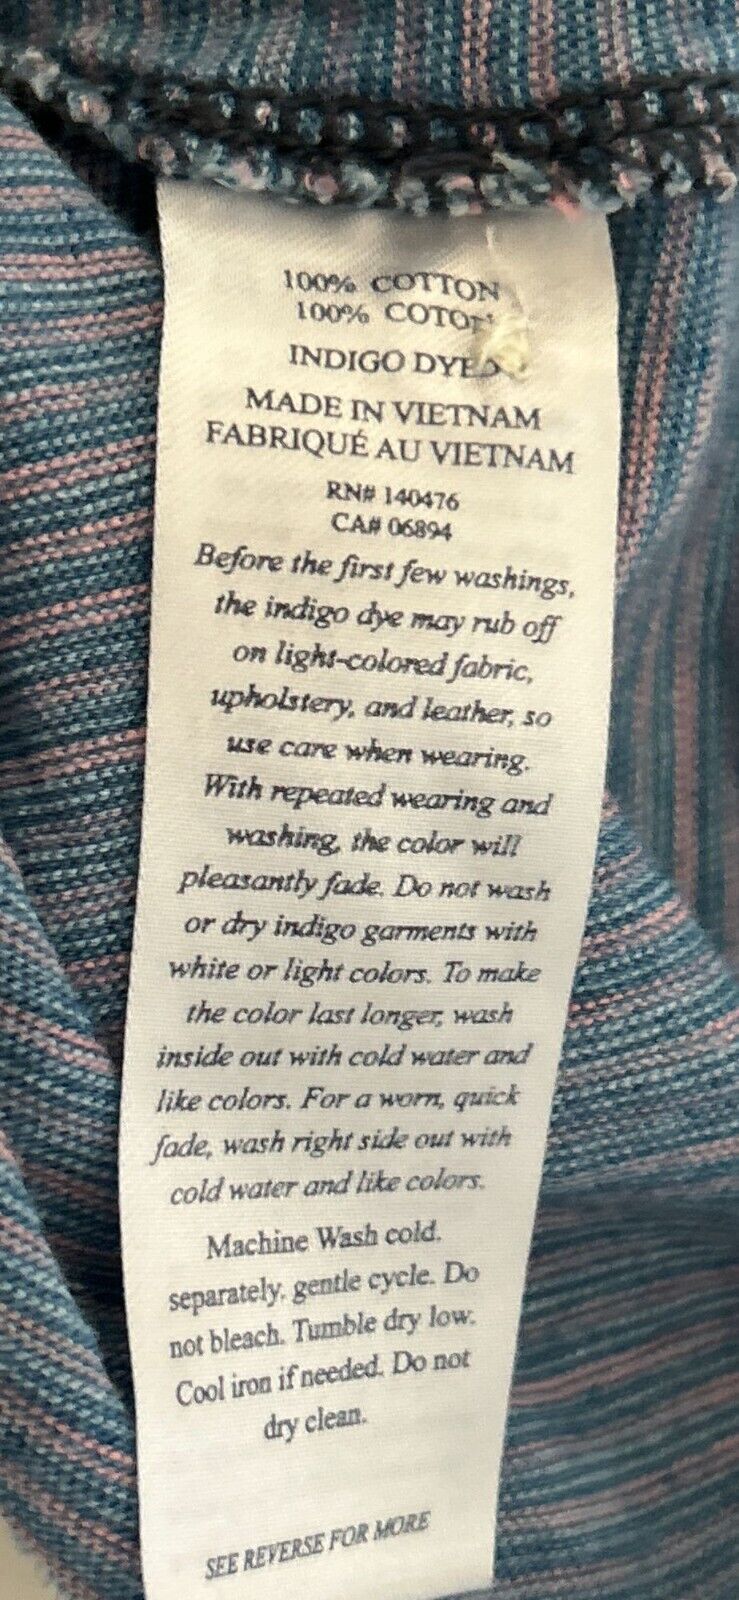 100% COTTON
100% COTON
INDIGO DYED
MADE IN VIETNAM
FABRIQUÉ AU VIETNAM
RN# 140476
CA# 06894
Before the first few washings,
the indigo dye may rub off
on light-colored fabric,
upholstery, and leather, so
use care when wearing.
With repeated wearing and
washing, the color will
pleasantly fade. Do not wash
or dry indigo garments with
white or light colors. To make
the color last longer, wash
inside out with cold water and
like colors. For a worn, quick
fade, wash right side out with
cold water and like colors.
Machine Wash cold.
separately. gentle cycle. Do
not bleach. Tumble dry low.
Cool iron if needed. Do not
dry clean.
SEE REVERSE FOR MORE